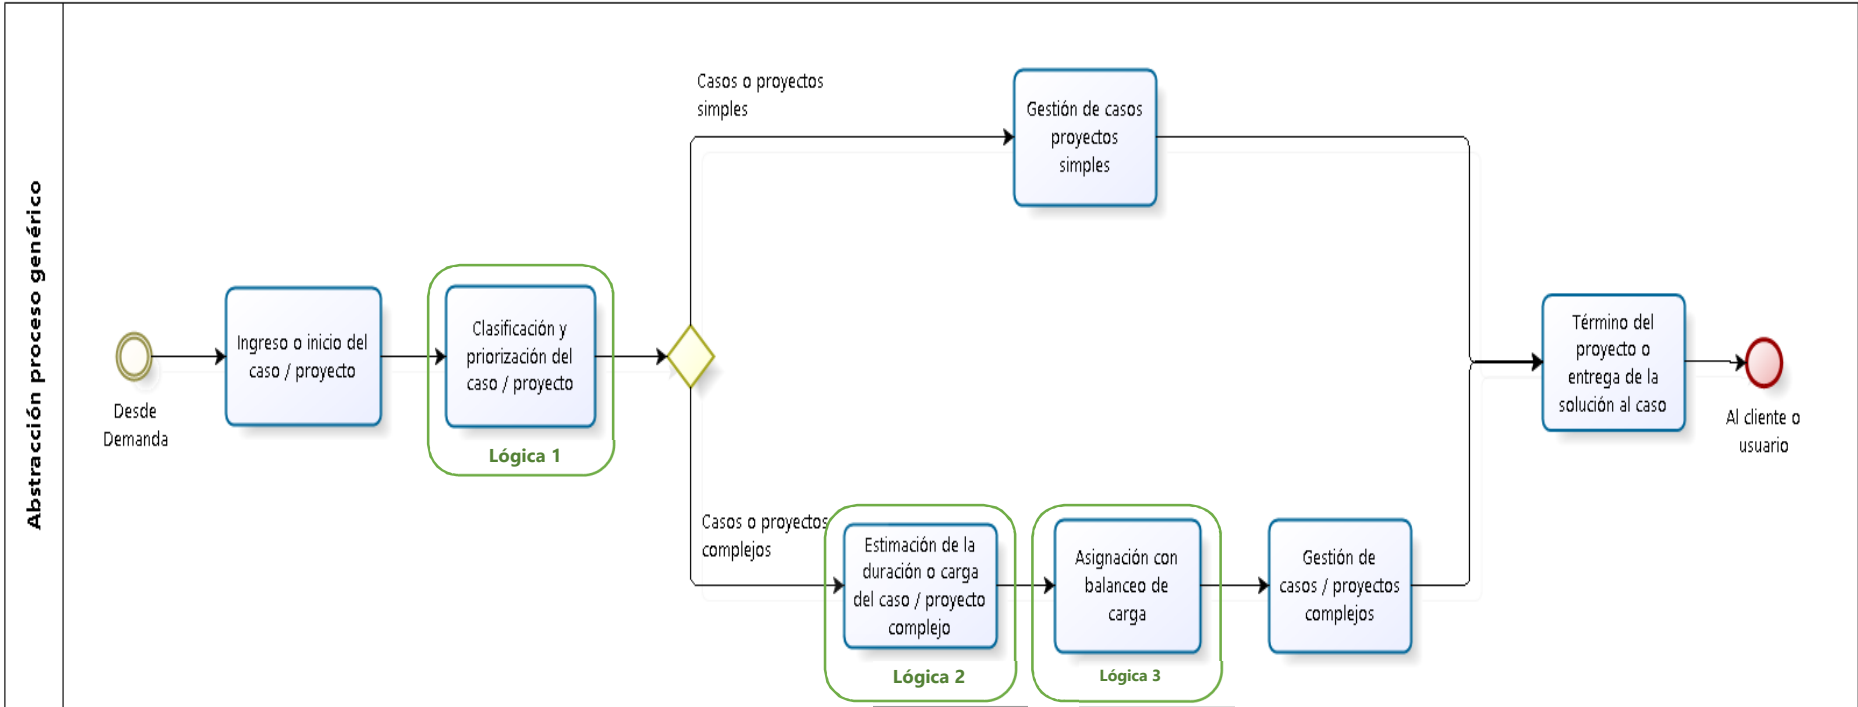 Abstracción proceso genérico
Desde
Demanda
Ingreso o inicio del
caso / proyecto
Clasificación y
priorización del
caso / proyecto
Lógica 1
Casos o proyectos
simples
Gestión de casos
proyectos
simples
Casos o proyectos
complejos
Estimación de la
duración o carga
del caso / proyecto
complejo
Lógica 2
Asignación con
balanceo de
carga
Lógica 3
Gestión de
casos / proyectos
complejos
Término del
proyecto o
entrega de la
solución al caso
Al cliente o
usuario